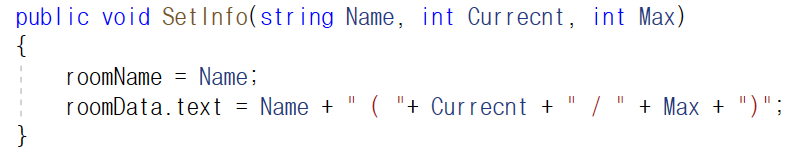 public void SetInfo(string Name, int Currecnt, int Max)
{
roomName = Name;
roomData.text = Name + " ( "+ Currecnt + " / " + Max + ")";
}